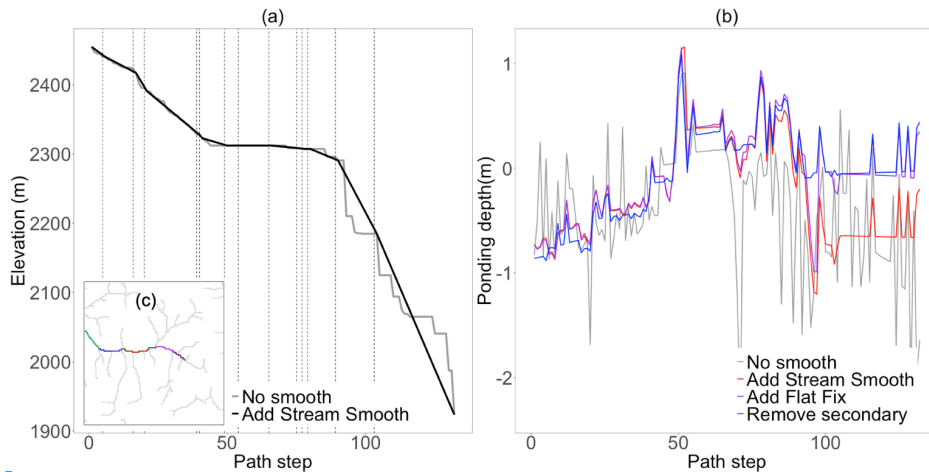 (a)
Elevation (m)
2400
2300
2200
2100
2000
1900
0
50
100
Path step
(c)
No smooth
Add Stream Smooth
(b)
Ponding depth(m)
1
0
-1
-2
0
50
100
Path step
No smooth
Add Stream Smooth
Add Flat Fix
Remove secondary